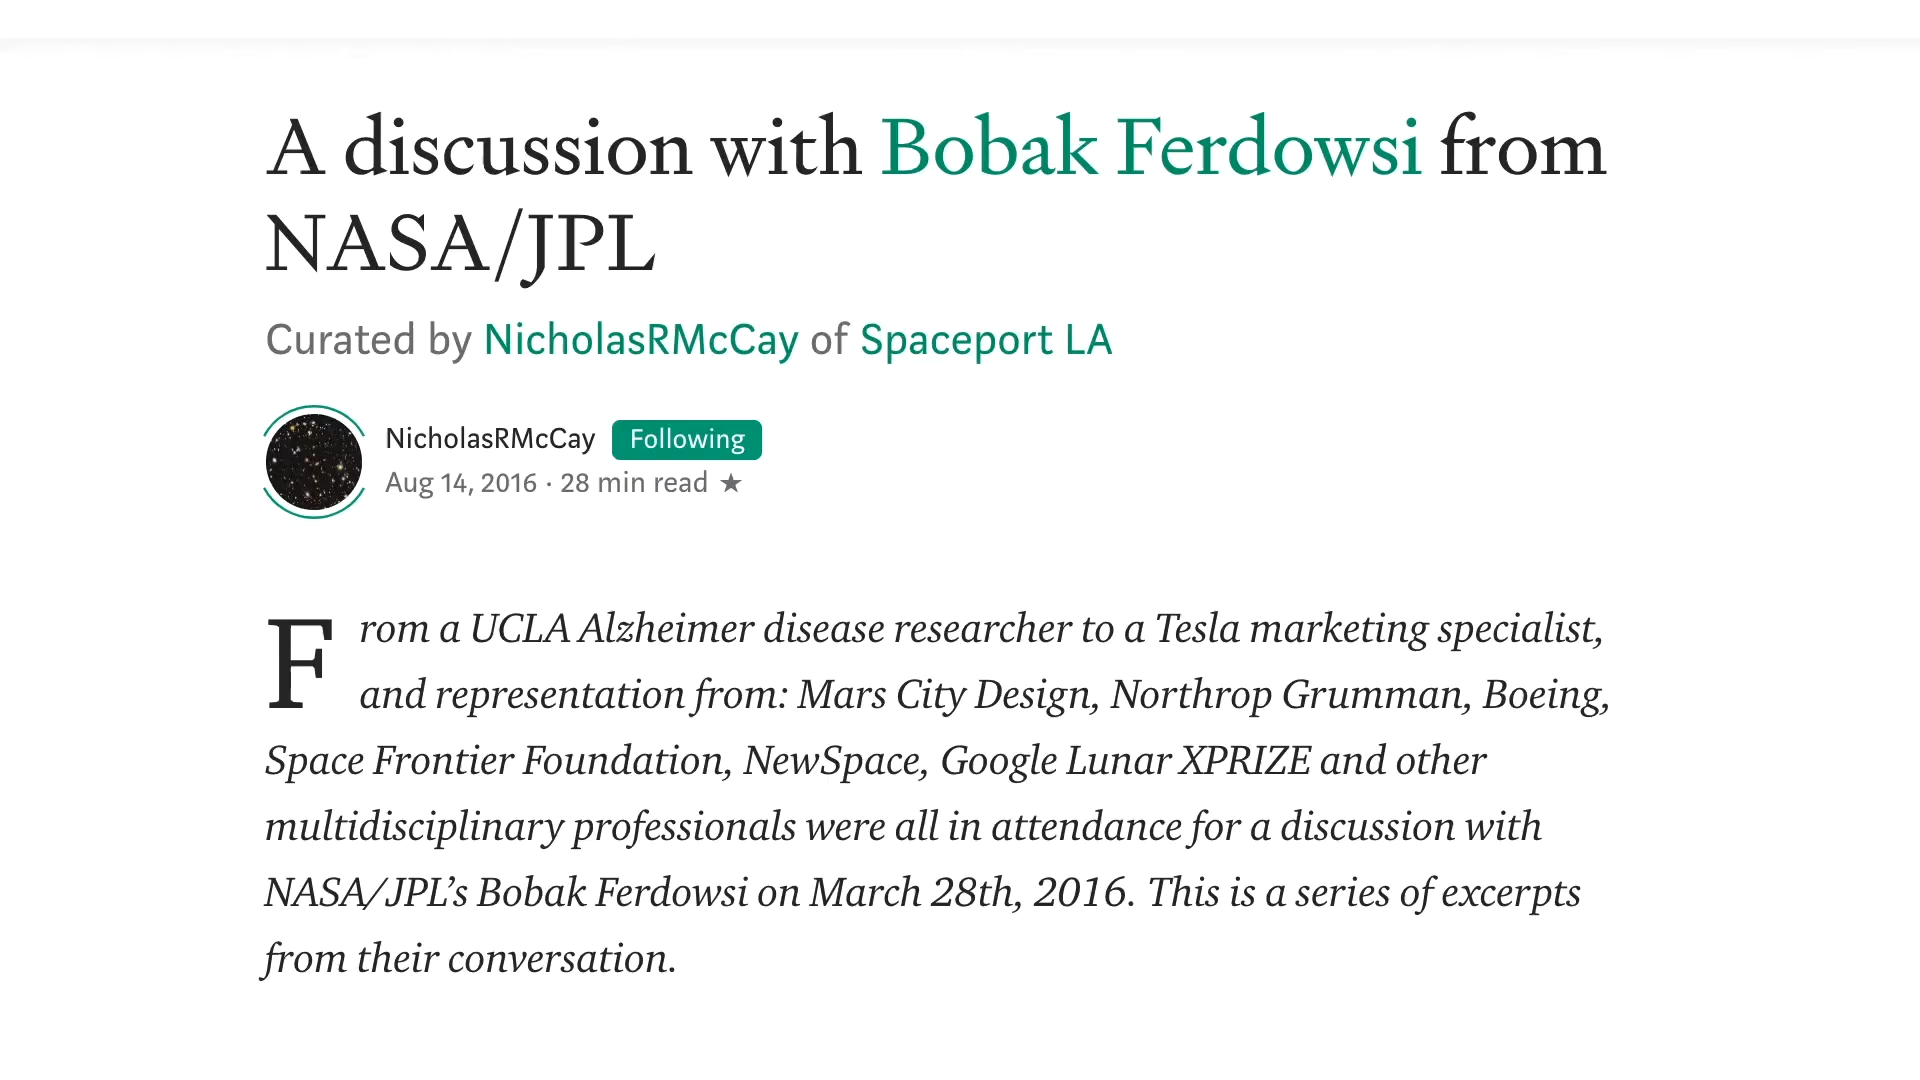 A discussion with Bobak Ferdowsi from
NASA/JPL
Curated by NicholasRMcCay of Spaceport LA
NicholasRMcCay Following
Aug 14, 2016 · 28 min read ★
From a UCLA Alzheimer disease researcher to a Tesla marketing specialist,
and representation from: Mars City Design, Northrop Grumman, Boeing,
Space Frontier Foundation, NewSpace, Google Lunar XPRIZE and other
multidisciplinary professionals were all in attendance for a discussion with
NASA/JPL’s Bobak Ferdowsi on March 28th, 2016. This is a series of excerpts
from their conversation.